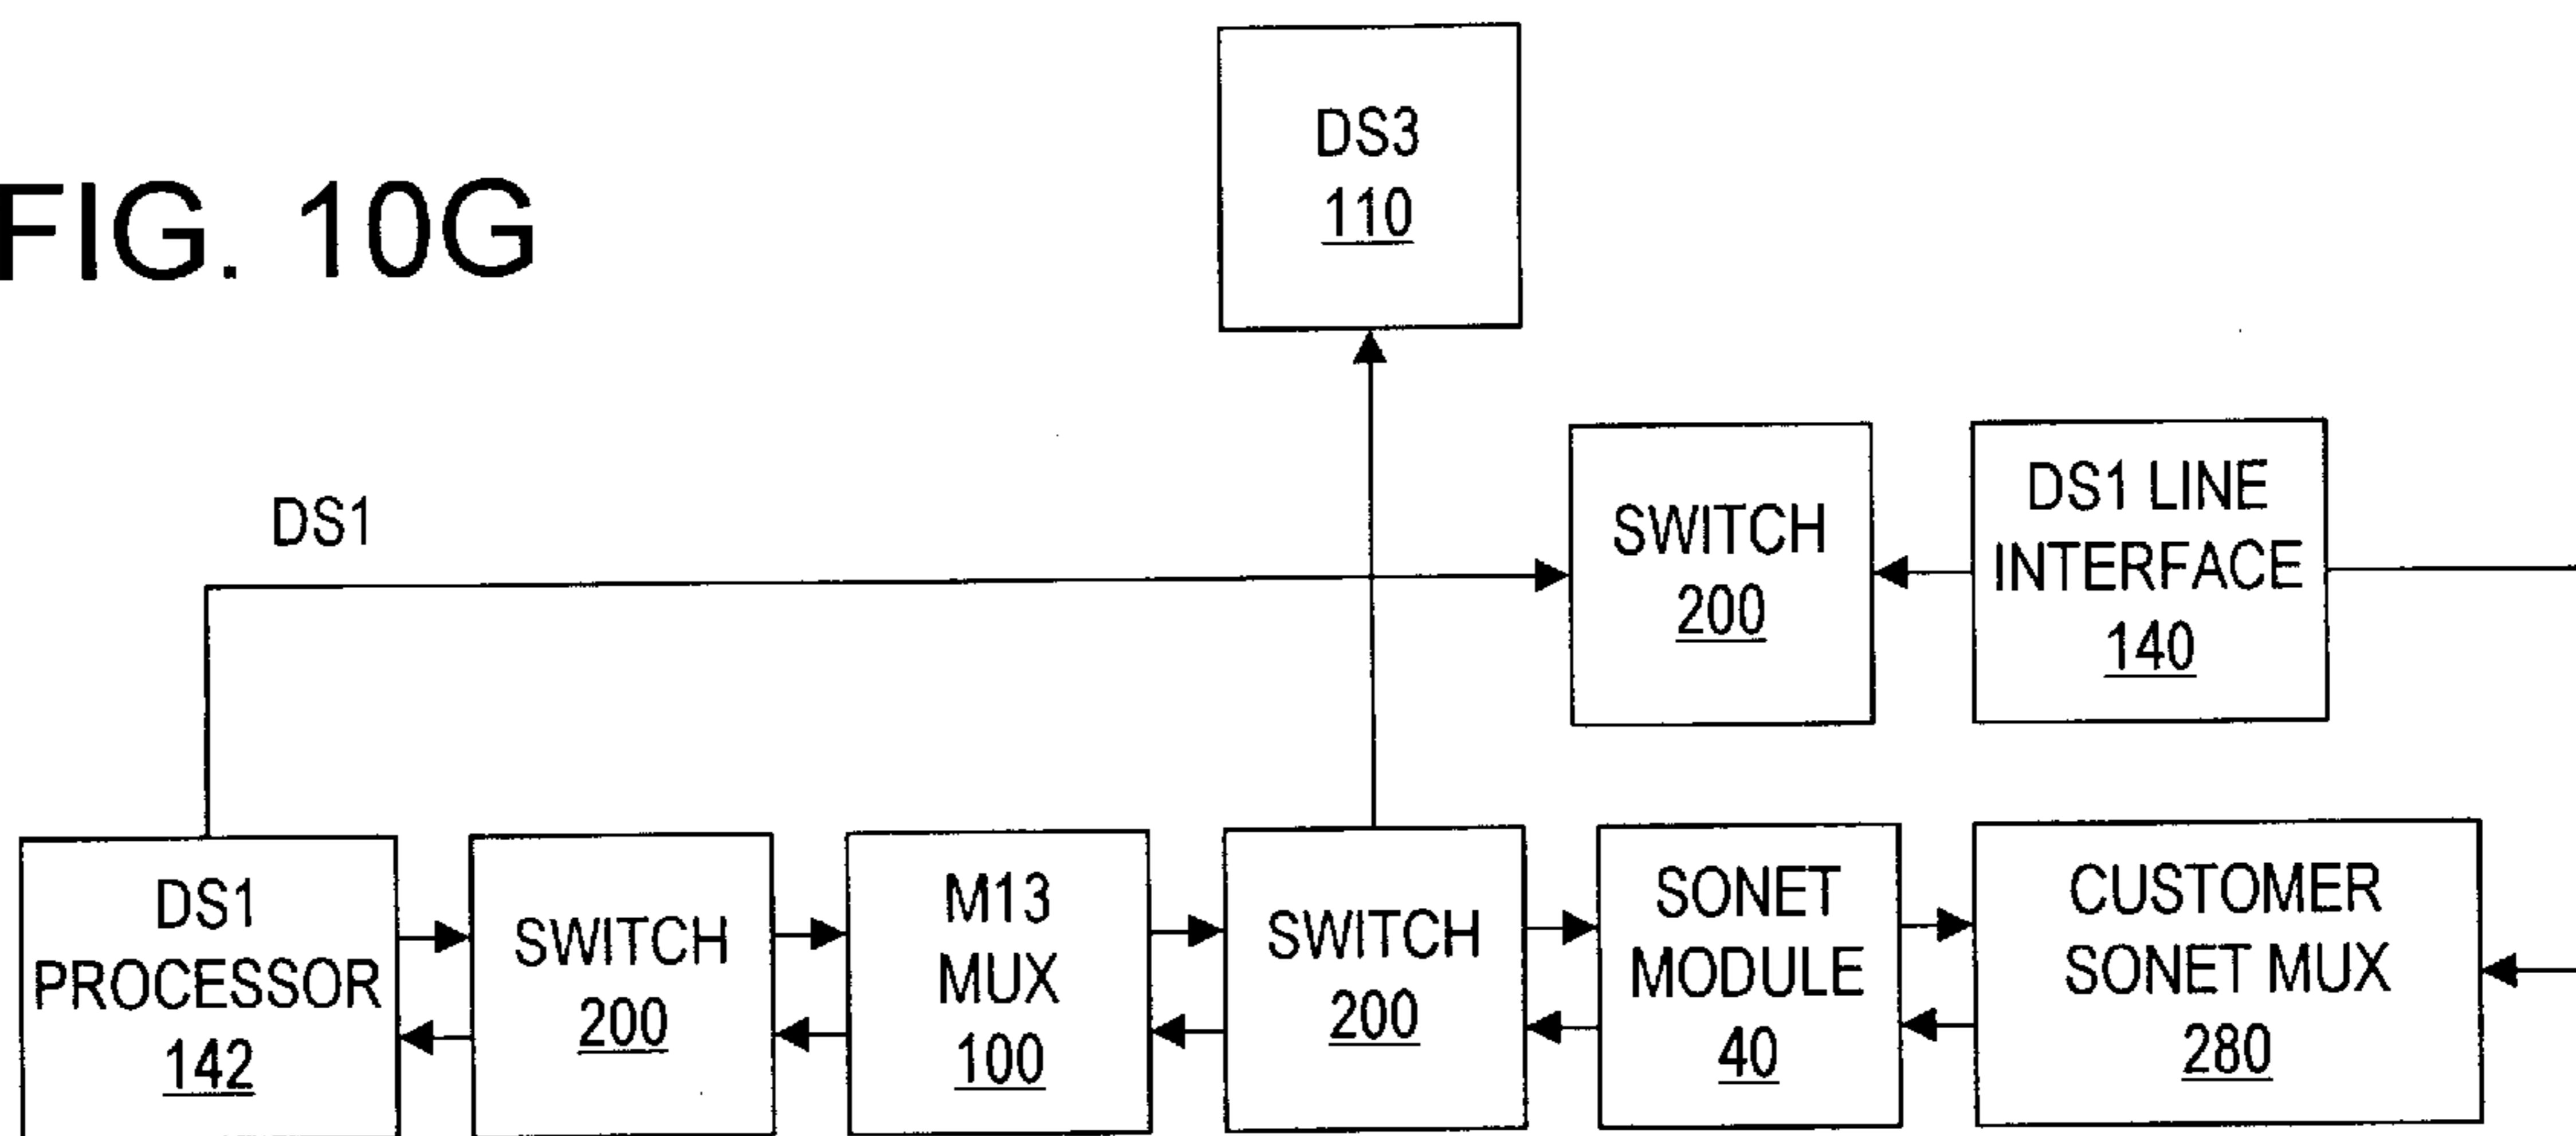 FIG. 10G
DS3
110
DS1
SWITCH
200
DS1 LINE
INTERFACE
140
DS1
PROCESSOR
142
SWITCH
200
M13
MUX
100
SWITCH
200
SONET
MODULE
40
CUSTOMER
SONET MUX
280